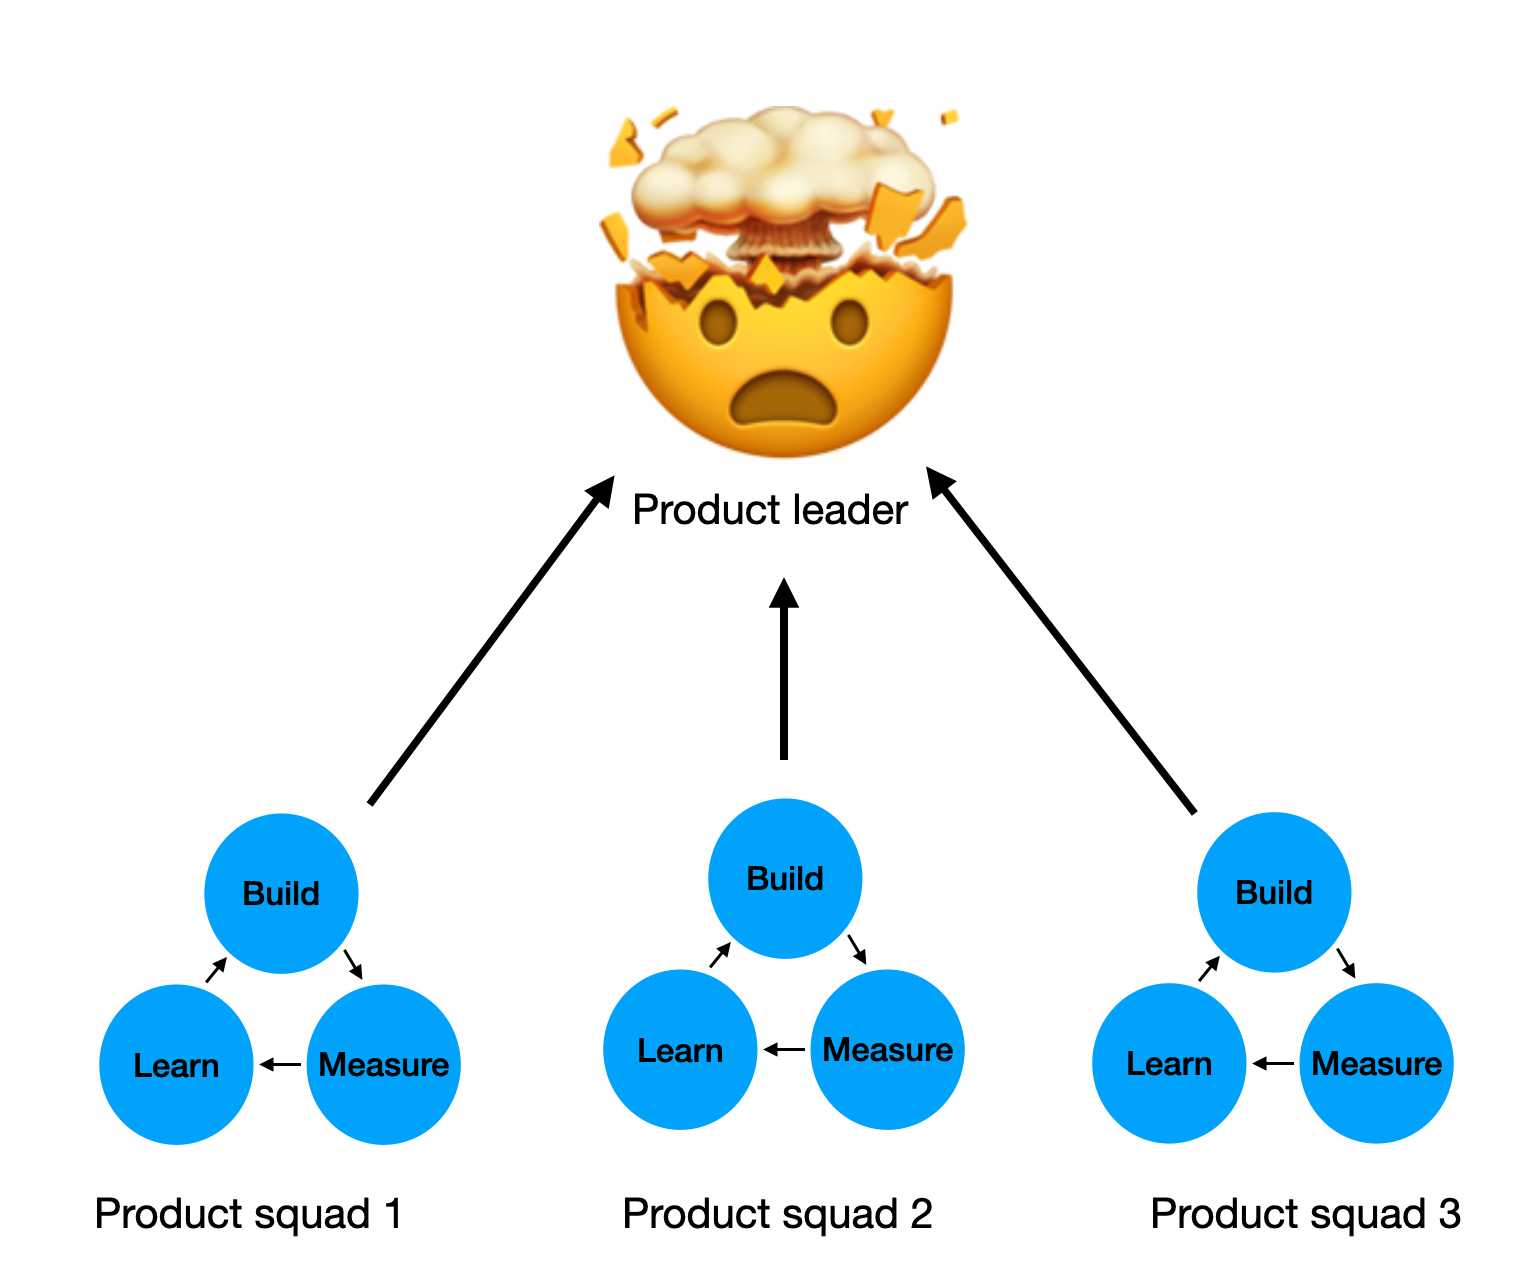 Product leader
Build
Learn
Measure
Product squad 1
Build
Learn
Measure
Product squad 2
Build
Learn
Measure
Product squad 3